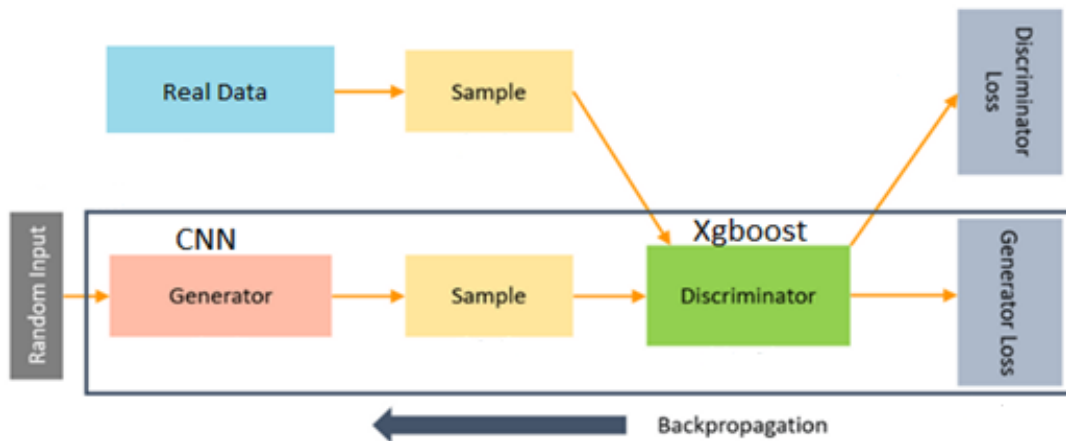 Real Data
Sample
Discriminator
Loss
Random Input
CNN
Generator
Sample
Xgboost
Discriminator
Generator Loss
Backpropagation